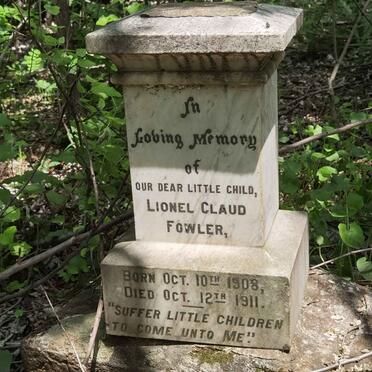 In
Loving Memory
of
OUR DEAR LITTLE CHILD,
LIONEL CLAUD
FOWLER,
BORN OCT. 10TH 1908,
DIED OCT. 12TH 1911.
"SUFFER LITTLE CHILDREN
TO COME UNTO ME".